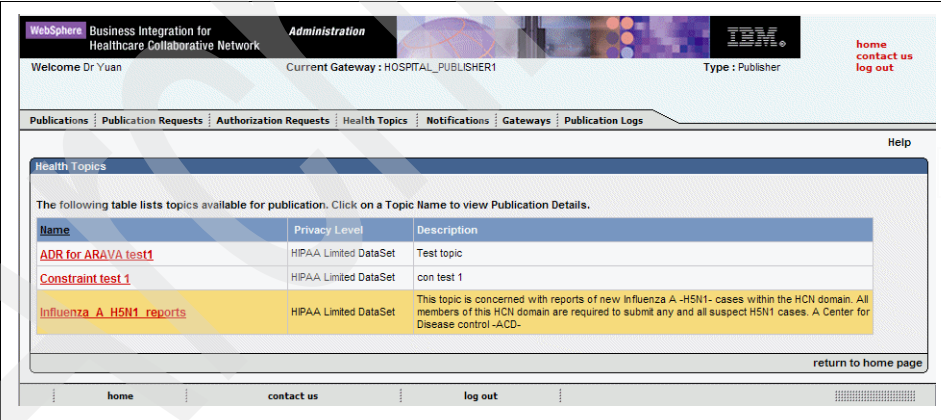 WebSphere. Business Integration for
Healthcare Collaborative Network
Administration
IBM.
home
contact us
log out
Welcome Dr Yuan
Current Gateway : HOSPITAL_PUBLISHER1
Type : Publisher
Publications Publication Requests Authorization Requests Health Topics Notifications Gateways Publication Logs
Help
Health Topics
The following table lists topics available for publication. Click on a Topic Name to view Publication Details.
Name Privacy Level Description
ADR for ARAVA test1 HIPAA Limited DataSet Test topic
Constraint test 1 HIPAA Limited DataSet con test 1
Influenza_A_H5N1_reports HIPAA Limited DataSet
This topic is concerned with reports of new Influenza A -H5N1- cases within the HCN domain. All
members of this HCN domain are required to submit any and all suspect H5N1 cases. A Center for
Disease control -ACD-
return to home page
home contact us log out